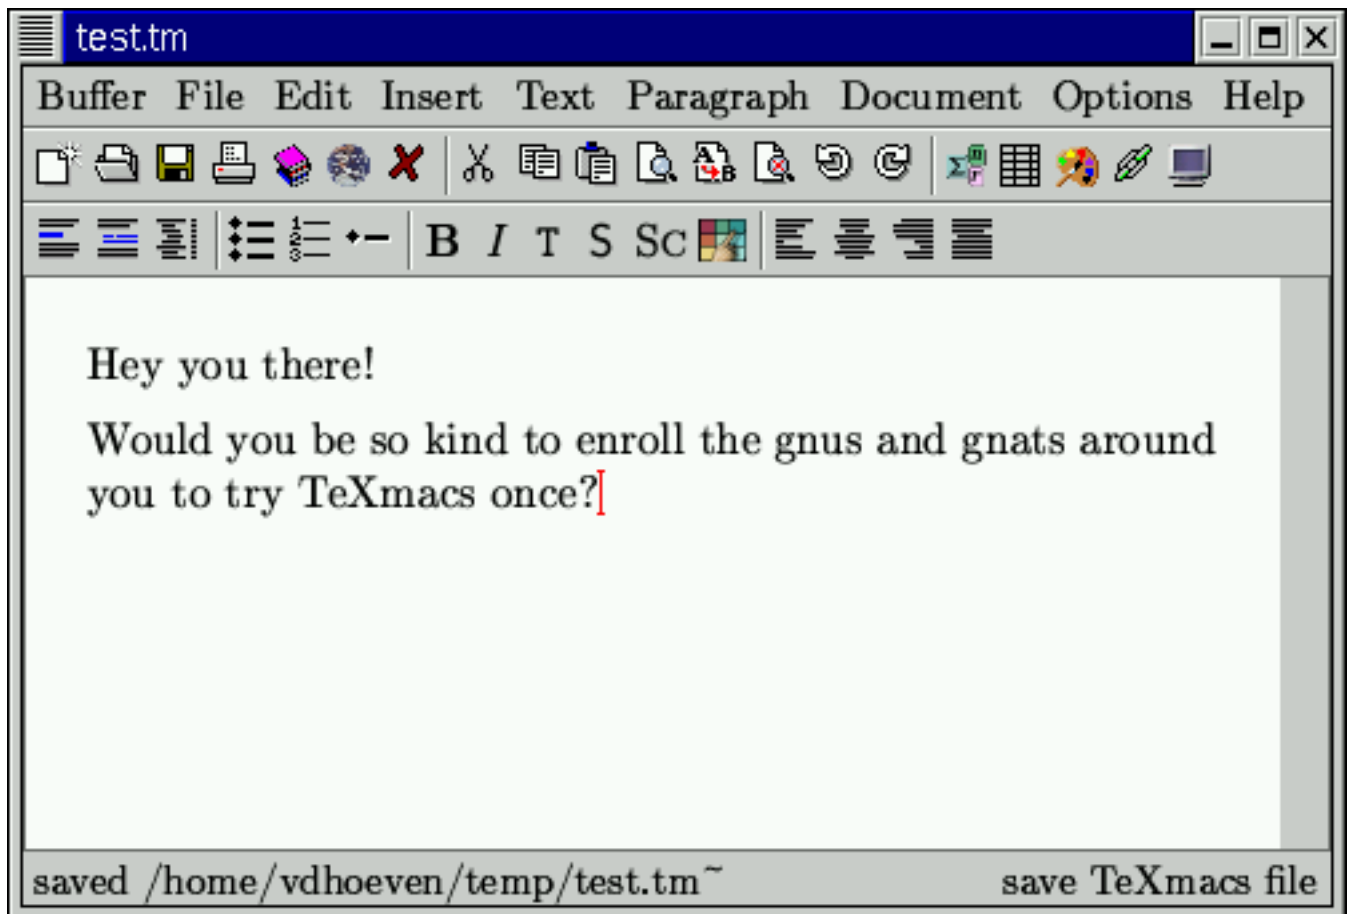 test.tm
Buffer File Edit Insert Text Paragraph Document Options Help
B I T S Sc
Hey you there!
Would you be so kind to enroll the gnus and gnats around
you to try TeXmacs once?
saved /home/vdhoeven/temp/test.tm~ save TeXmacs file